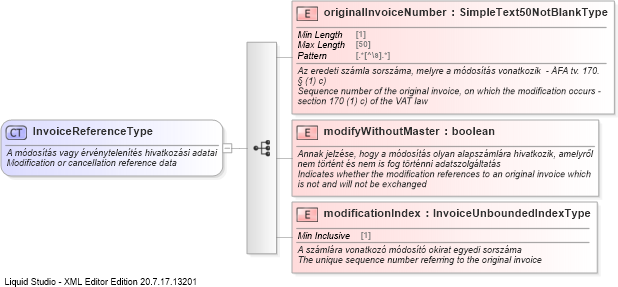 E originalInvoiceNumber : SimpleText50NotBlankType
Min Length [1]
Max Length [50]
Pattern [.*[^\s].*]
Az eredeti számla sorszáma, melyre a módosítás vonatkozik - ÁFA tv. 170.
§ (1) c)
Sequence number of the original invoice, on which the modification occurs -
section 170 (1) c) of the VAT law
CT InvoiceReferenceType
A módosítás vagy érvénytelenítés hivatkozási adatai
Modification or cancellation reference data
E modifyWithoutMaster : boolean
Annak jelzése, hogy a módosítás olyan alapszámlára hivatkozik, amelyről
nem történt és nem is fog történni adatszolgáltatás
Indicates whether the modification references to an original invoice which
is not and will not be exchanged
E modificationIndex : InvoiceUnboundedIndexType
Min Inclusive [1]
A számlára vonatkozó módosító okirat egyedi sorszáma
The unique sequence number referring to the original invoice
Liquid Studio - XML Editor Edition 20.7.17.13201